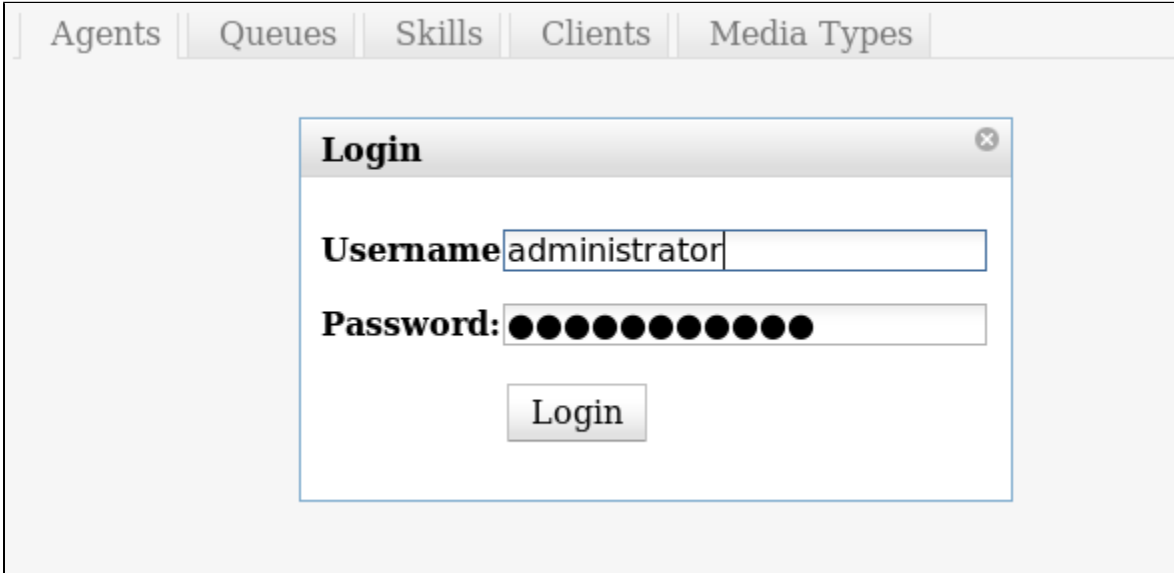 Agents Queues Skills Clients Media Types
Login
Username administrator
Password: ●●●●●●●●●●●
Login